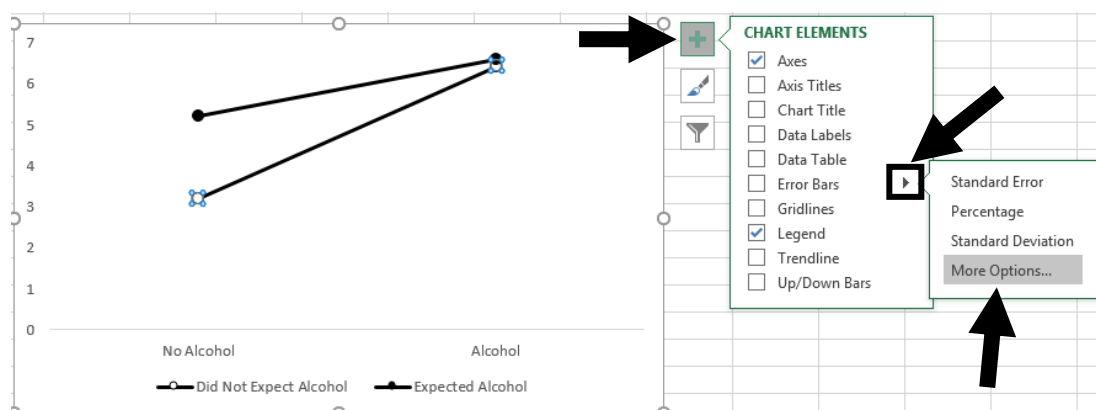 7
6
5
4
3
2
1
0
No Alcohol
Alcohol
Did Not Expect Alcohol
Expected Alcohol
CHART ELEMENTS
Axes
Axis Titles
Chart Title
Data Labels
Data Table
Error Bars
Gridlines
Legend
Trendline
Up/Down Bars
Standard Error
Percentage
Standard Deviation
More Options...